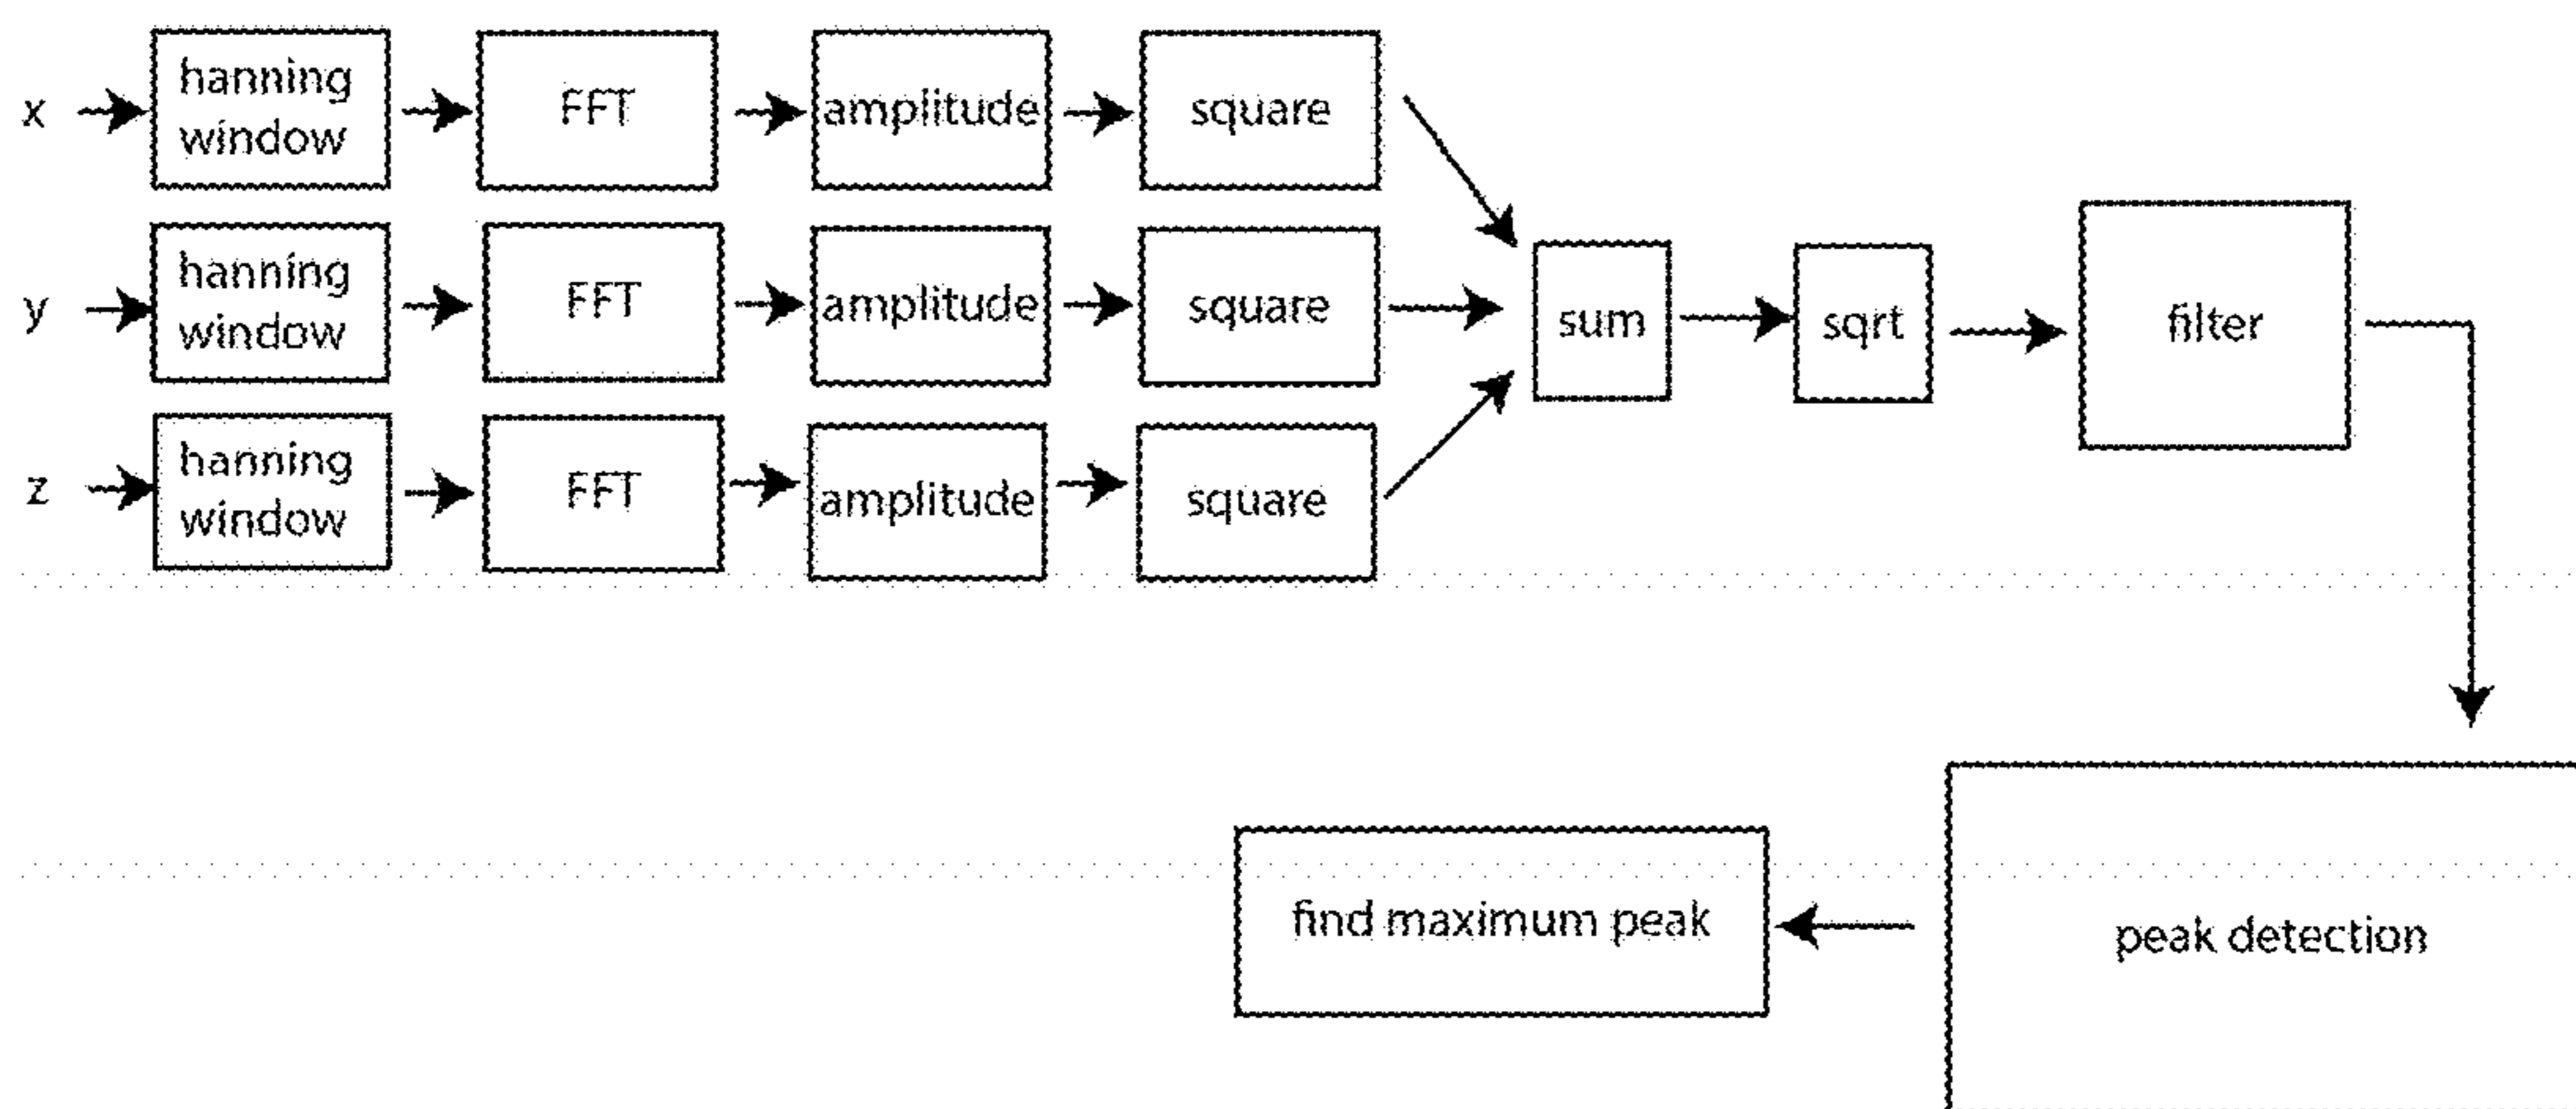 x
hanning
window
FFT
amplitude
square
y
hanning
window
FFT
amplitude
square
sum
sqrt
filter
z
hanning
window
FFT
amplitude
square
find maximum peak
peak detection